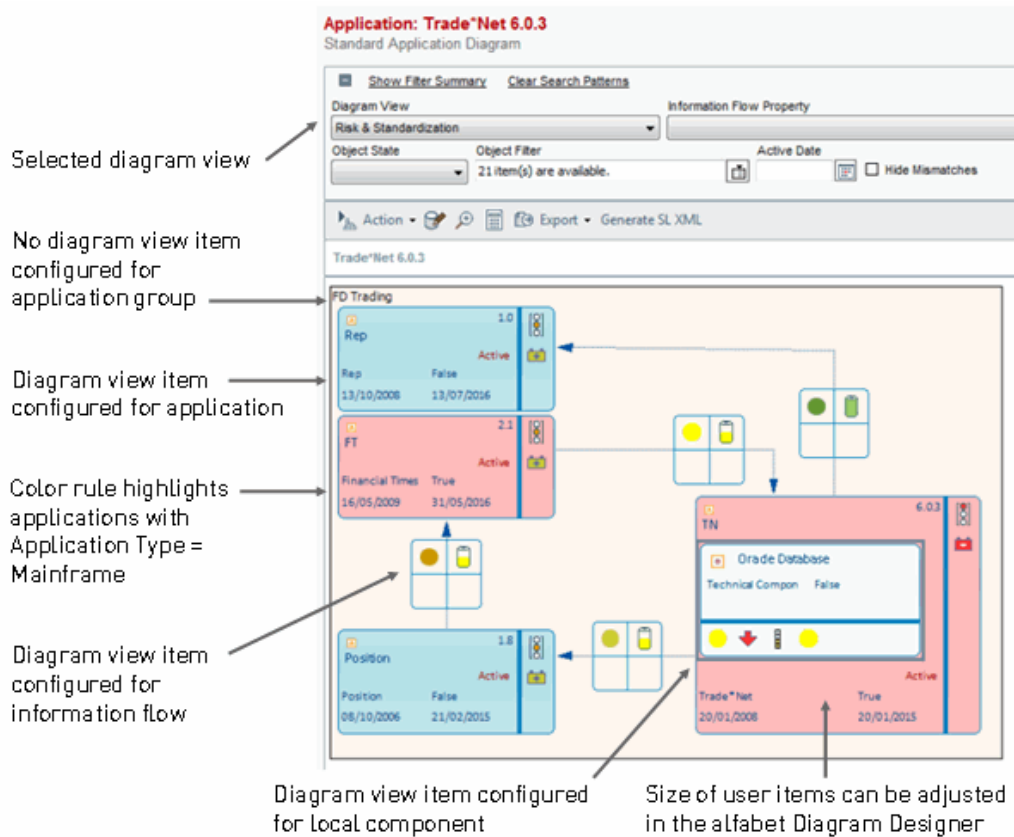 Application: Trade*Net 6.0.3
Standard Application Diagram
Show Filter Summary Clear Search Patterns
Diagram View Information Flow Property
Risk & Standardization
Object State Object Filter Active Date
21 item(s) are available. Hide Mismatches
Action Export Generate SL XML
Trade*Net 6.0.3
Selected diagram view
No diagram view item
configured for
application group
Diagram view item
configured for application
Color rule highlights
applications with
Application Type =
Mainframe
Diagram view item
configured for
information flow
FD Trading
1.0
Rep
Active
Rep False
13/10/2008 13/07/2016
2.1
FT
Active
Financial Times True
16/05/2009 31/05/2016
6.0.3
TN
Oracle Database
Technical Compon False
Active
Trade*Net True
20/01/2008 20/01/2015
1.8
Position
Active
Position False
08/10/2006 21/02/2015
Diagram view item configured
for local component
Size of user items can be adjusted
in the alfabet Diagram Designer